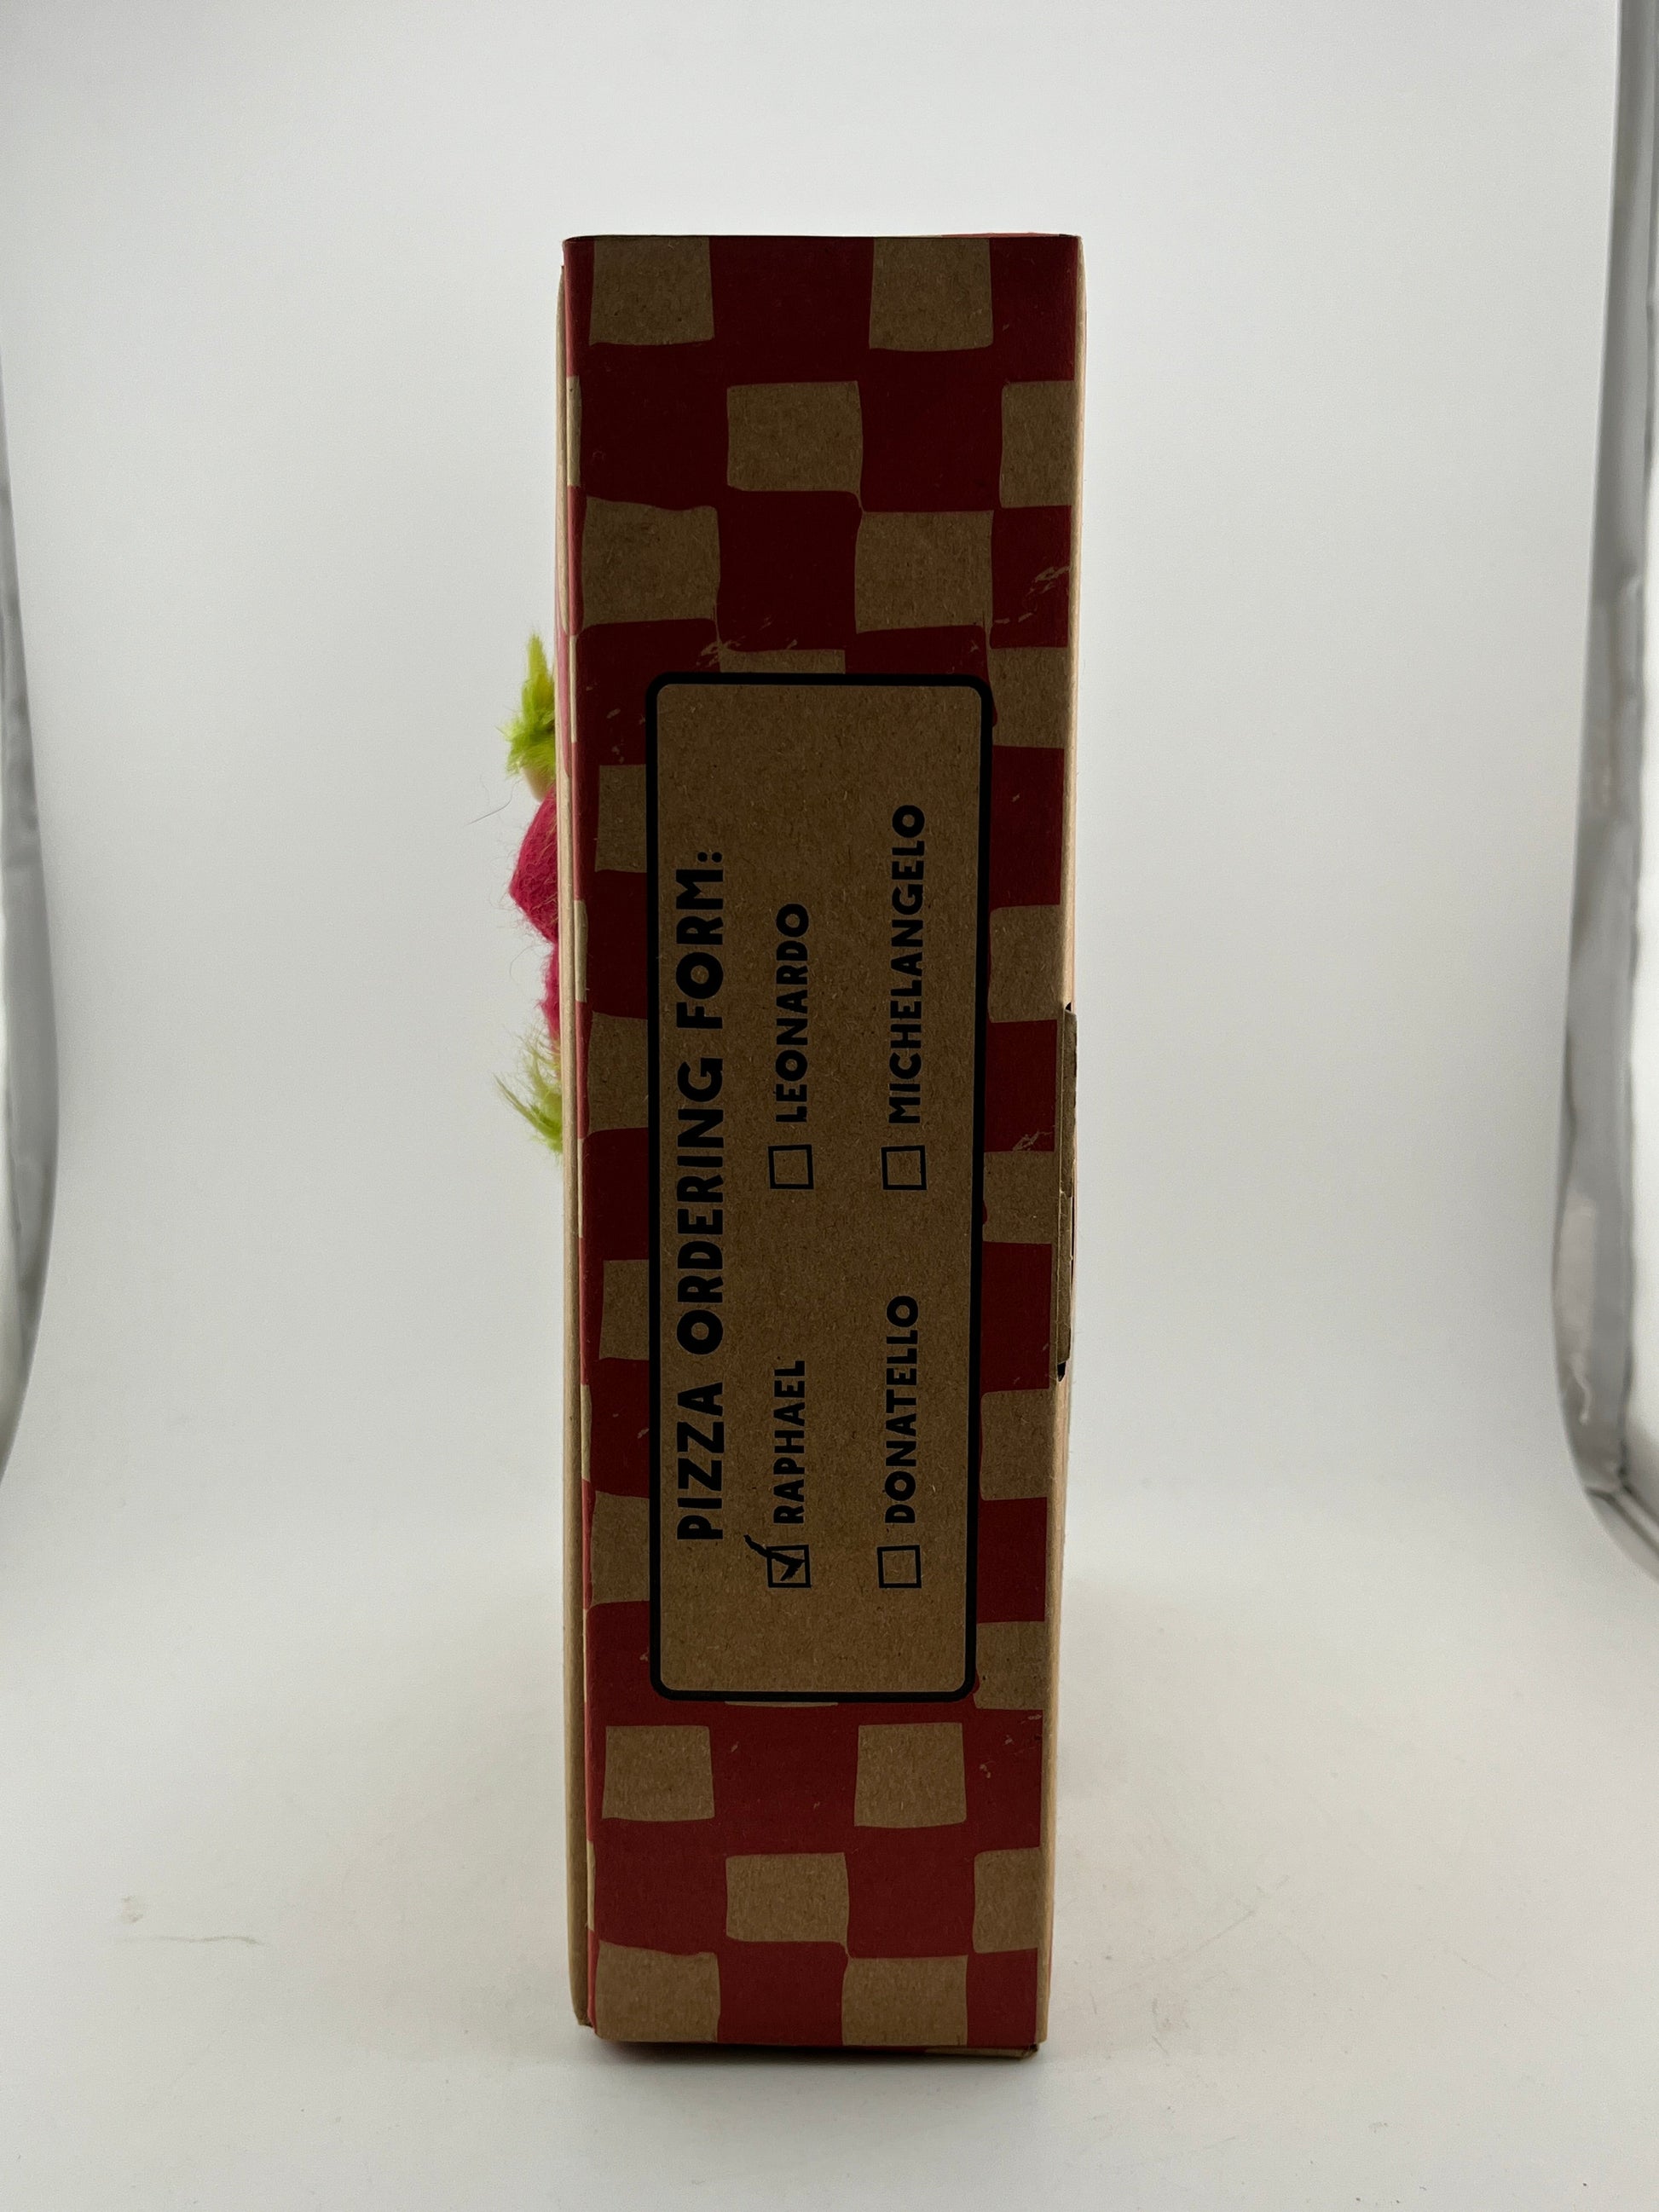 PIZZA ORDERING FORM:
RAPHAEL LEONARDO
DONATELLO MICHELANGELO